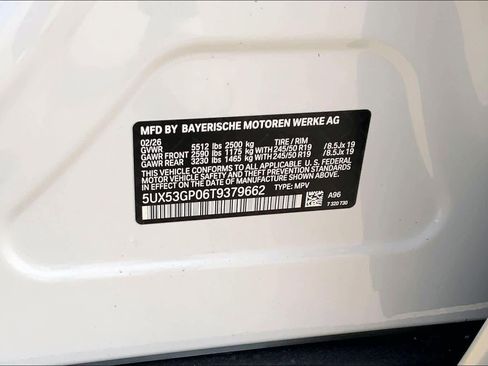 MFD BY BAYERISCHE MOTOREN WERKE AG
02/26 TIRE / RIM
GVWR 5512 lbs 2500 kg
GAWR FRONT 2590 lbs 1175 kg WITH 245/50 R19 /8.5J x 19
GAWR REAR 3230 lbs 1465 kg WITH 245/50 R19 /8.5J x 19
THIS VEHICLE CONFORMS TO ALL APPLICABLE U.S. FEDERAL
MOTOR VEHICLE SAFETY AND THEFT PREVENTION STANDARDS
IN EFFECT ON THE DATE OF MANUFACTURE SHOWN ABOVE.
5UX53GP06T9379662 TYPE: MPV
A96
7 320 730